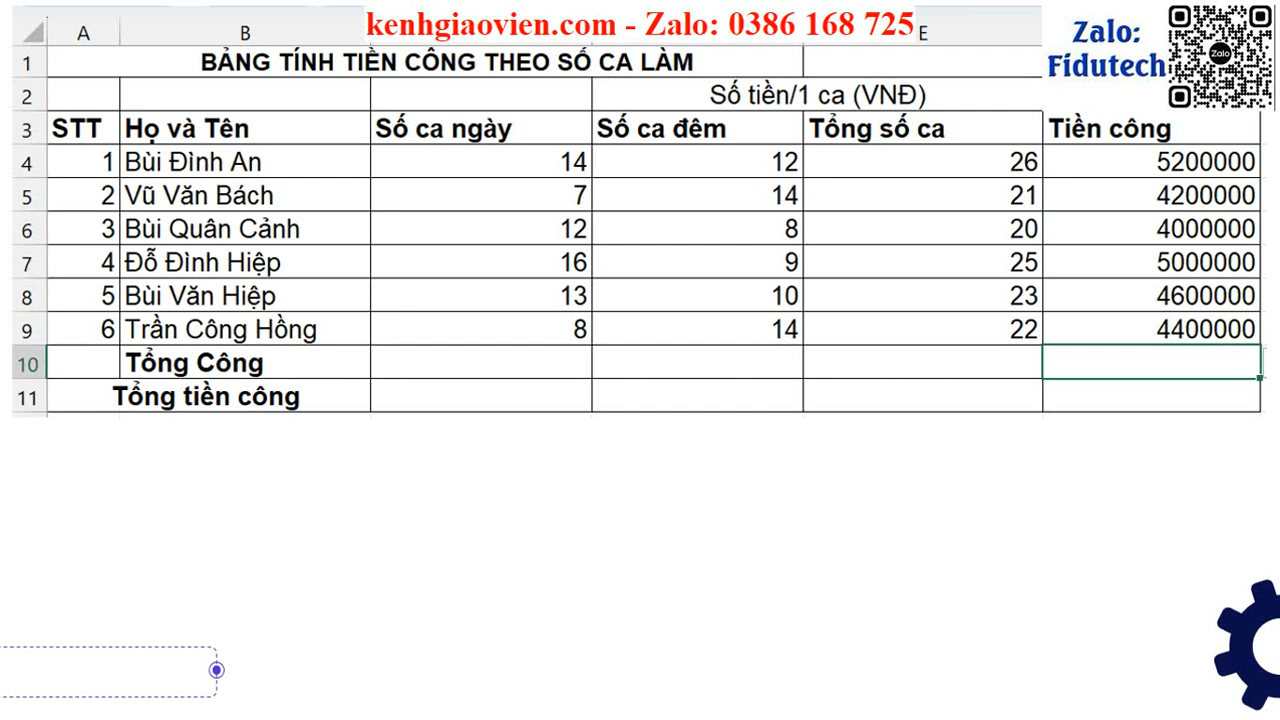 kenhgiaovien.com - Zalo: 0386 168 725
Zalo:
Fidutech
Zalo
A B E
1 BẢNG TÍNH TIỀN CÔNG THEO SỐ CA LÀM
2 Số tiền/1 ca (VNĐ)
3 STT Họ và Tên Số ca ngày Số ca đêm Tổng số ca Tiền công
4 1 Bùi Đình An 14 12 26 5200000
5 2 Vũ Văn Bách 7 14 21 4200000
6 3 Bùi Quân Cảnh 12 8 20 4000000
7 4 Đỗ Đình Hiệp 16 9 25 5000000
8 5 Bùi Văn Hiệp 13 10 23 4600000
9 6 Trần Công Hồng 8 14 22 4400000
10 Tổng Công
11 Tổng tiền công